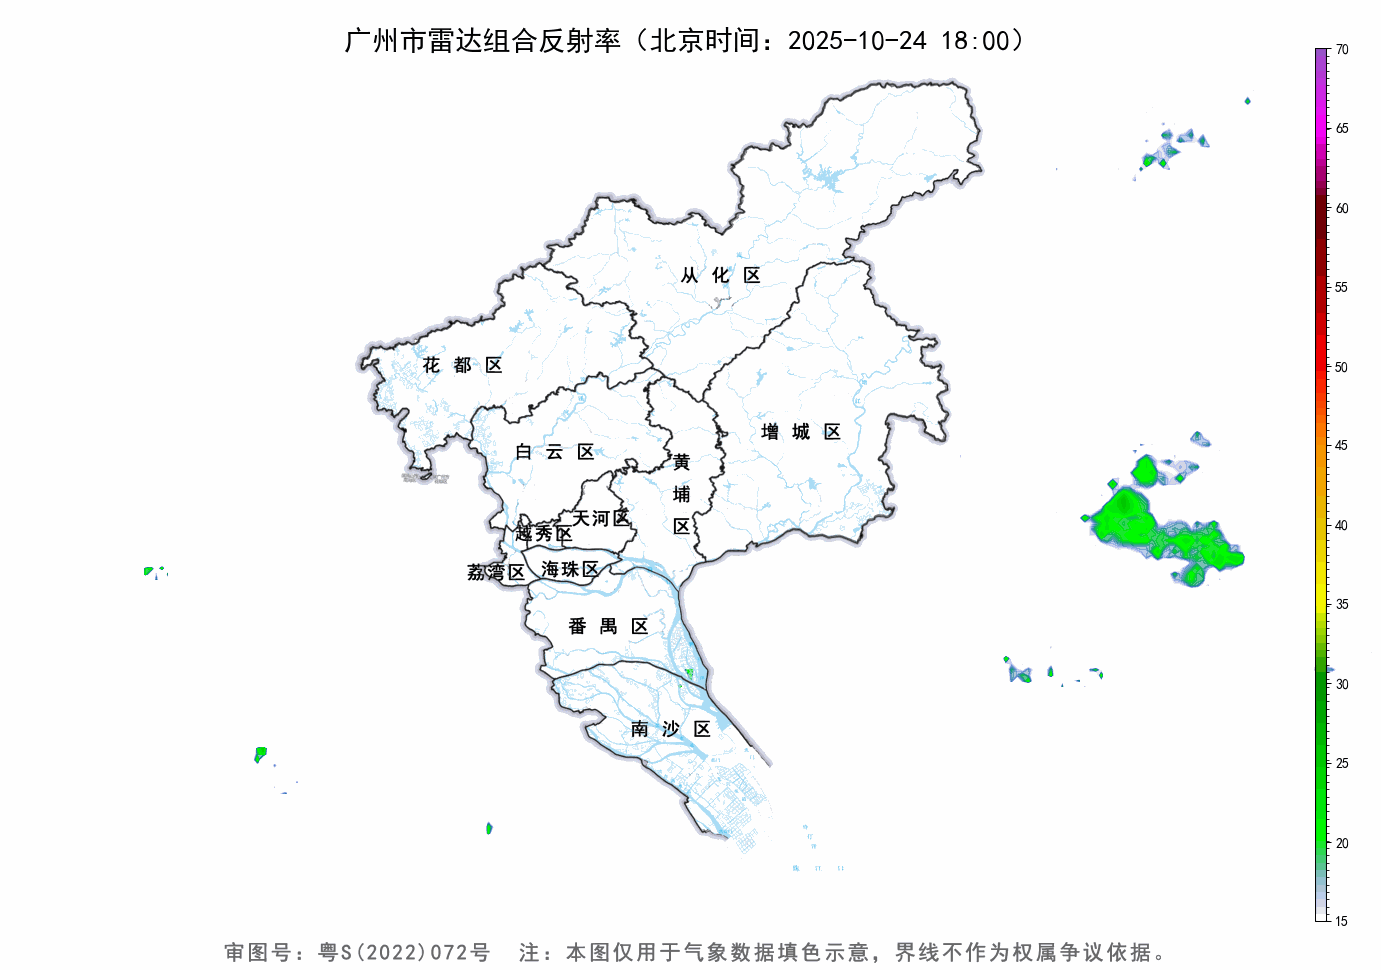 广州市雷达组合反射率（北京时间：2025-10-24 18:00）
70
65
60
55
50
45
40
35
30
25
20
15
从化区
花都区
增城区
白云区
黄埔区
天河区
越秀区
荔湾区
海珠区
番禺区
南沙区
审图号：粤S(2022)072号 注：本图仅用于气象数据填色示意，界线不作为权属争议依据。